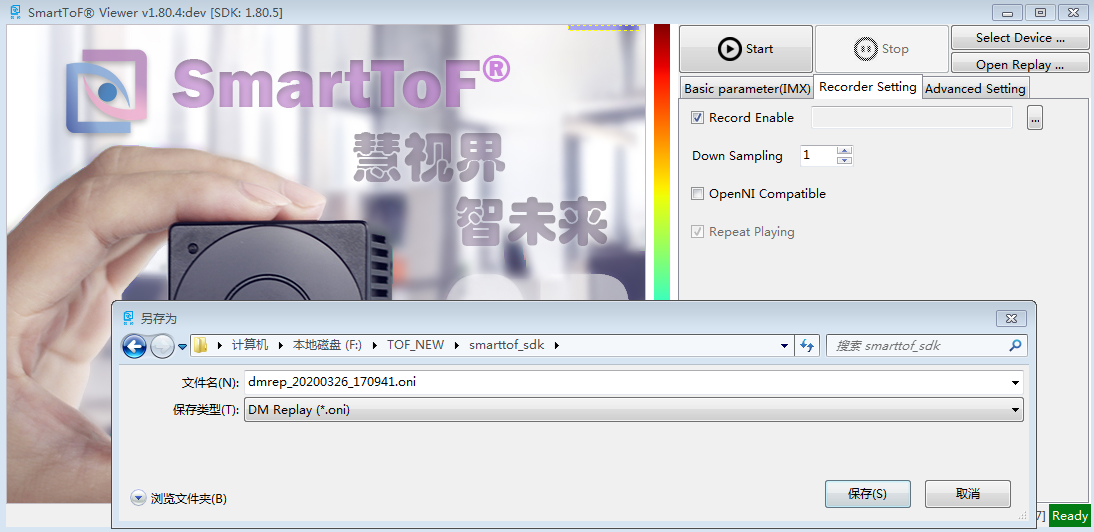 SmartToF® Viewer v1.80.4:dev [SDK: 1.80.5]
SmartToF®
慧视界
智未来
Start
Stop
Select Device ...
Open Replay ...
Basic parameter(IMX)
Recorder Setting
Advanced Setting
Record Enable
...
Down Sampling
1
OpenNI Compatible
Repeat Playing
另存为
计算机
本地磁盘 (F:)
TOF_NEW
smarttof_sdk
搜索 smarttof_sdk
文件名(N):
dmrep_20200326_170941.oni
保存类型(T):
DM Replay (*.oni)
浏览文件夹(B)
保存(S)
取消
7]
Ready